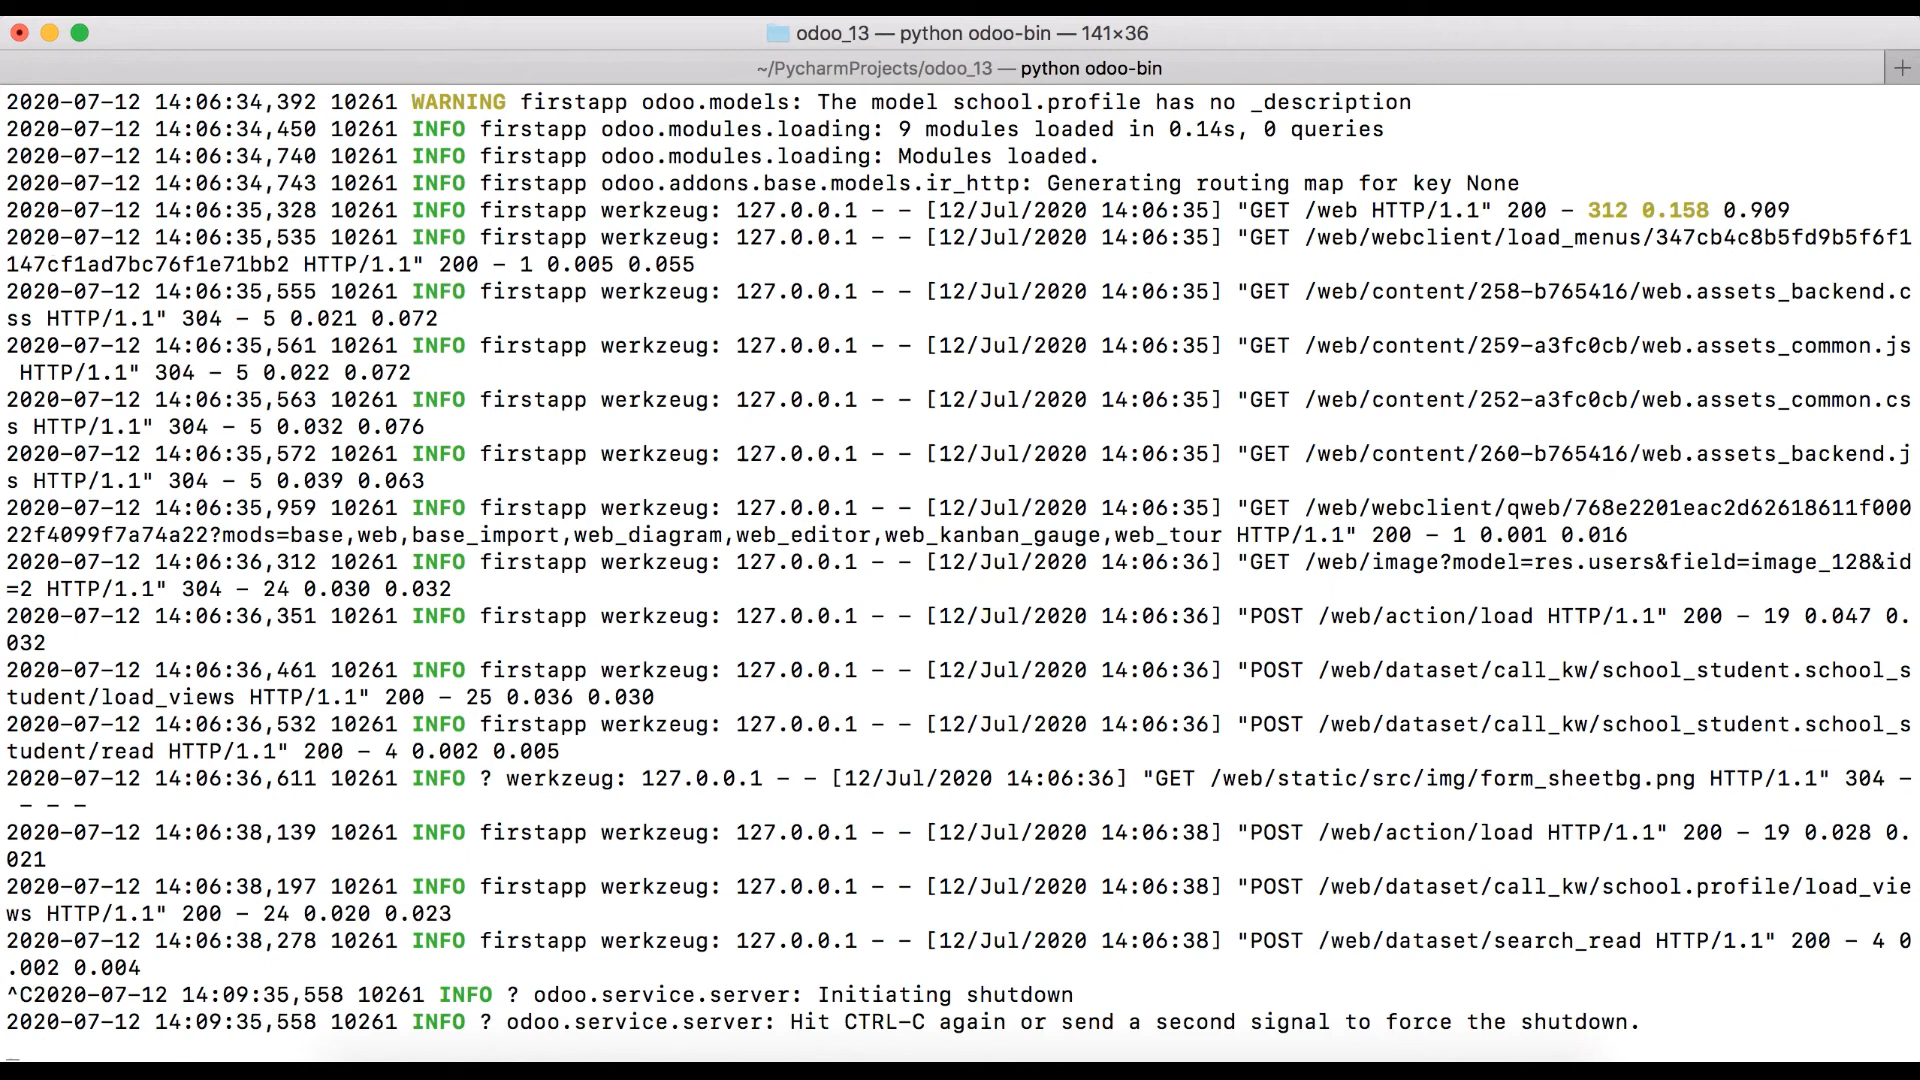 odoo_13 — python odoo-bin — 141×36
~/PycharmProjects/odoo_13 — python odoo-bin
2020-07-12 14:06:34,392 10261 WARNING firstapp odoo.models: The model school.profile has no _description
2020-07-12 14:06:34,450 10261 INFO firstapp odoo.modules.loading: 9 modules loaded in 0.14s, 0 queries
2020-07-12 14:06:34,740 10261 INFO firstapp odoo.modules.loading: Modules loaded.
2020-07-12 14:06:34,743 10261 INFO firstapp odoo.addons.base.models.ir_http: Generating routing map for key None
2020-07-12 14:06:35,328 10261 INFO firstapp werkzeug: 127.0.0.1 - - [12/Jul/2020 14:06:35] "GET /web HTTP/1.1" 200 - 312 0.158 0.909
2020-07-12 14:06:35,535 10261 INFO firstapp werkzeug: 127.0.0.1 - - [12/Jul/2020 14:06:35] "GET /web/webclient/load_menus/347cb4c8b5fd9b5f6f1
147cf1ad7bc76f1e71bb2 HTTP/1.1" 200 - 1 0.005 0.055
2020-07-12 14:06:35,555 10261 INFO firstapp werkzeug: 127.0.0.1 - - [12/Jul/2020 14:06:35] "GET /web/content/258-b765416/web.assets_backend.c
ss HTTP/1.1" 304 - 5 0.021 0.072
2020-07-12 14:06:35,561 10261 INFO firstapp werkzeug: 127.0.0.1 - - [12/Jul/2020 14:06:35] "GET /web/content/259-a3fc0cb/web.assets_common.js
HTTP/1.1" 304 - 5 0.022 0.072
2020-07-12 14:06:35,563 10261 INFO firstapp werkzeug: 127.0.0.1 - - [12/Jul/2020 14:06:35] "GET /web/content/252-a3fc0cb/web.assets_common.cs
s HTTP/1.1" 304 - 5 0.032 0.076
2020-07-12 14:06:35,572 10261 INFO firstapp werkzeug: 127.0.0.1 - - [12/Jul/2020 14:06:35] "GET /web/content/260-b765416/web.assets_backend.j
s HTTP/1.1" 304 - 5 0.039 0.063
2020-07-12 14:06:35,959 10261 INFO firstapp werkzeug: 127.0.0.1 - - [12/Jul/2020 14:06:35] "GET /web/webclient/qweb/768e2201eac2d62618611f000
22f4099f7a74a22?mods=base,web,base_import,web_diagram,web_editor,web_kanban_gauge,web_tour HTTP/1.1" 200 - 1 0.001 0.016
2020-07-12 14:06:36,312 10261 INFO firstapp werkzeug: 127.0.0.1 - - [12/Jul/2020 14:06:36] "GET /web/image?model=res.users&field=image_128&id
=2 HTTP/1.1" 304 - 24 0.030 0.032
2020-07-12 14:06:36,351 10261 INFO firstapp werkzeug: 127.0.0.1 - - [12/Jul/2020 14:06:36] "POST /web/action/load HTTP/1.1" 200 - 19 0.047 0.
032
2020-07-12 14:06:36,461 10261 INFO firstapp werkzeug: 127.0.0.1 - - [12/Jul/2020 14:06:36] "POST /web/dataset/call_kw/school_student.school_s
tudent/load_views HTTP/1.1" 200 - 25 0.036 0.030
2020-07-12 14:06:36,532 10261 INFO firstapp werkzeug: 127.0.0.1 - - [12/Jul/2020 14:06:36] "POST /web/dataset/call_kw/school_student.school_s
tudent/read HTTP/1.1" 200 - 4 0.002 0.005
2020-07-12 14:06:36,611 10261 INFO ? werkzeug: 127.0.0.1 - - [12/Jul/2020 14:06:36] "GET /web/static/src/img/form_sheetbg.png HTTP/1.1" 304 -
- - -
2020-07-12 14:06:38,139 10261 INFO firstapp werkzeug: 127.0.0.1 - - [12/Jul/2020 14:06:38] "POST /web/action/load HTTP/1.1" 200 - 19 0.028 0.
021
2020-07-12 14:06:38,197 10261 INFO firstapp werkzeug: 127.0.0.1 - - [12/Jul/2020 14:06:38] "POST /web/dataset/call_kw/school.profile/load_vie
ws HTTP/1.1" 200 - 24 0.020 0.023
2020-07-12 14:06:38,278 10261 INFO firstapp werkzeug: 127.0.0.1 - - [12/Jul/2020 14:06:38] "POST /web/dataset/search_read HTTP/1.1" 200 - 4 0
.002 0.004
^C2020-07-12 14:09:35,558 10261 INFO ? odoo.service.server: Initiating shutdown
2020-07-12 14:09:35,558 10261 INFO ? odoo.service.server: Hit CTRL-C again or send a second signal to force the shutdown.